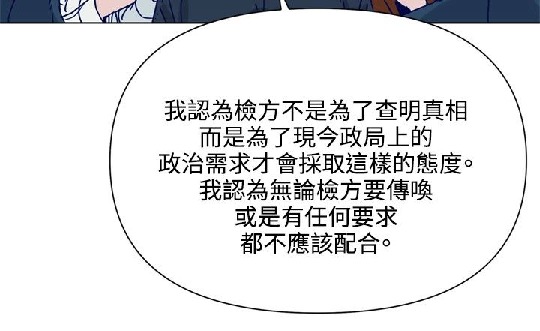 我認為檢方不是為了查明真相
而是為了現今政局上的
政治需求才會採取這樣的態度。
我認為無論檢方要傳喚
或是有任何要求
都不應該配合。